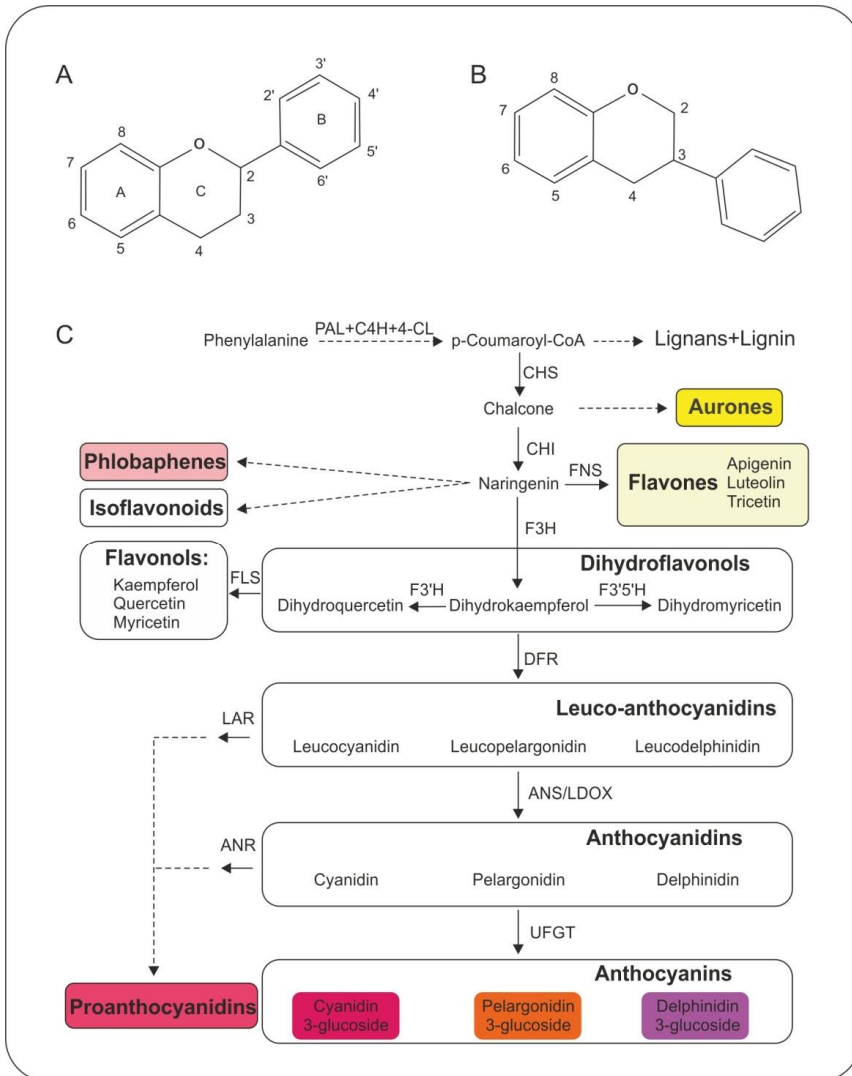 A
B
3'
2'
4'
B
5'
6'
8
O
7
2
A
C
6
3
5
4
8
O
7
2
3
6
5
4
C
PAL+C4H+4-CL
Phenylalanine
p-Coumaroyl-CoA
Lignans+Lignin
CHS
Chalcone
Aurones
CHI
Phlobaphenes
Isoflavonoids
Naringenin
FNS
Flavones
Apigenin
Luteolin
Tricetin
F3H
Flavonols:
Kaempferol
Quercetin
Myricetin
FLS
Dihydroflavonols
F3'H
F3'5'H
Dihydroquercetin
Dihydrokaempferol
Dihydromyricetin
DFR
Leuco-anthocyanidins
LAR
Leucocyanidin
Leucopelargonidin
Leucodelphinidin
ANS/LDOX
Anthocyanidins
ANR
Cyanidin
Pelargonidin
Delphinidin
UFGT
Anthocyanins
Proanthocyanidins
Cyanidin
3-glucoside
Pelargonidin
3-glucoside
Delphinidin
3-glucoside